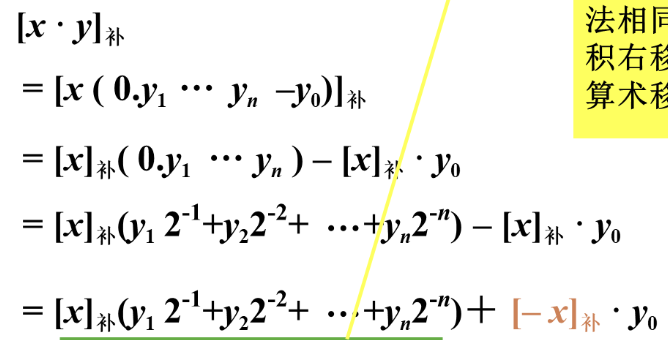 [x · y]补
= [x ( 0.y₁ ··· yₙ –y₀)]补
= [x]补( 0.y₁ ··· yₙ ) – [x]补 · y₀
= [x]补(y₁ 2⁻¹+y₂2⁻²+ ···+yₙ2⁻ⁿ) – [x]补 · y₀
= [x]补(y₁ 2⁻¹+y₂2⁻²+ ···+yₙ2⁻ⁿ)+ [– x]补 · y₀
法相同
积右移
算术移